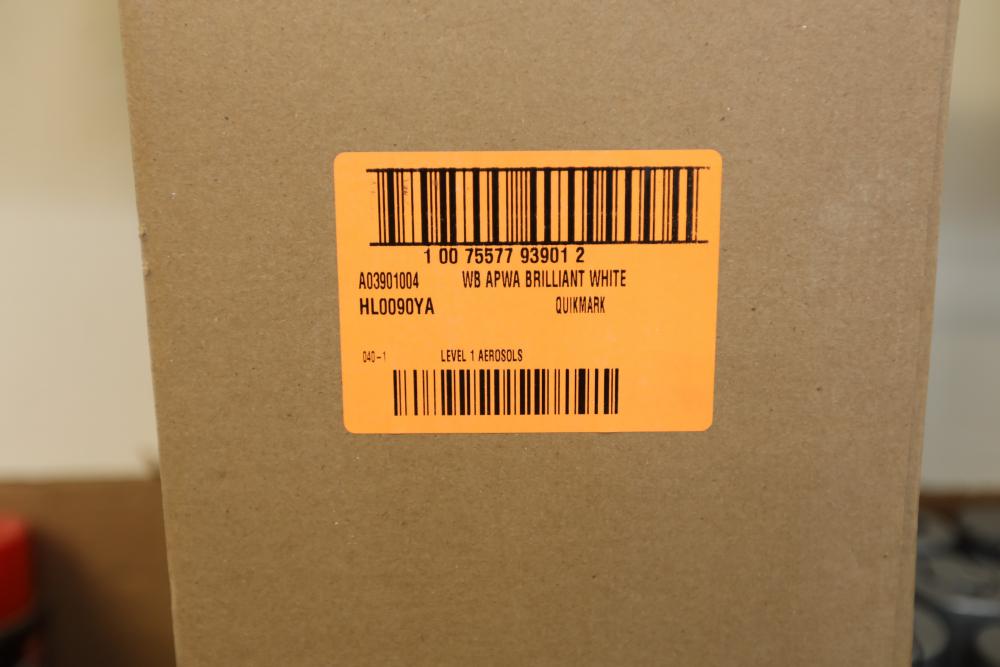 1 00 75577 93901 2
A03901004 WB APWA BRILLIANT WHITE
HL0090YA QUIKMARK
040-1 LEVEL 1 AEROSOLS